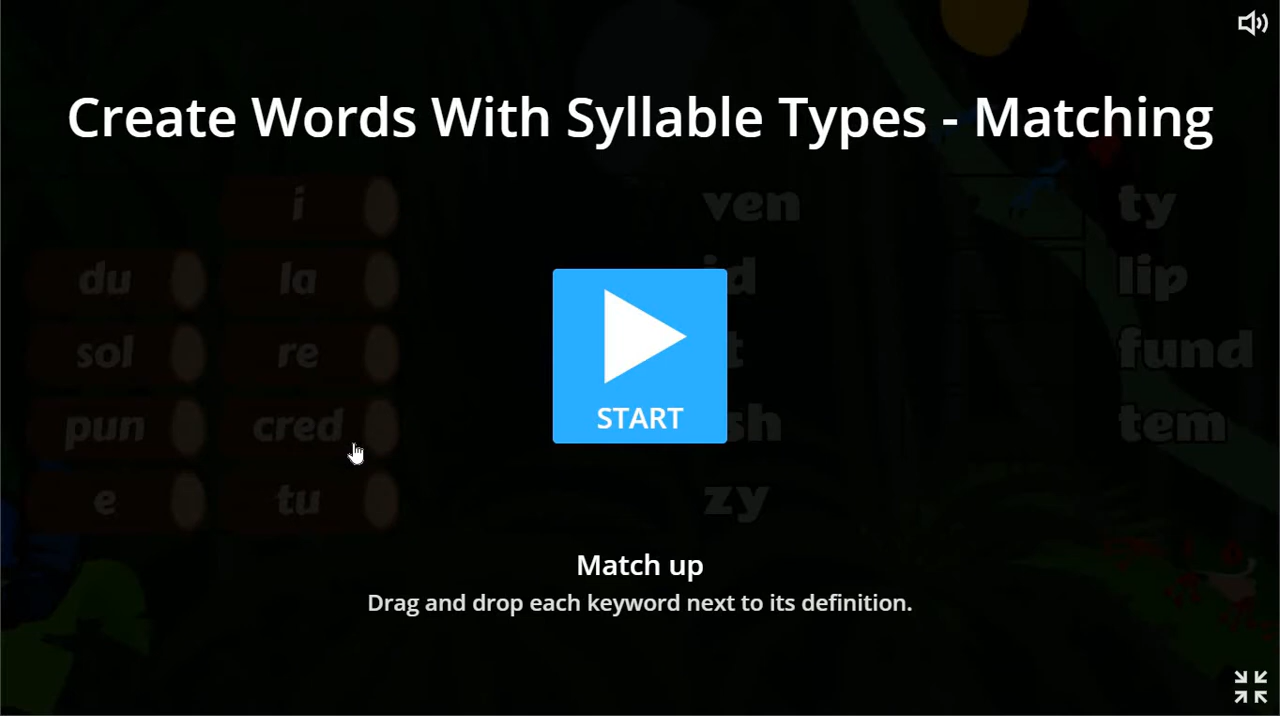 Create Words With Syllable Types - Matching
i ven ty
du la id lip
sol re fund
pun cred sh tem
e tu zy
START
Match up
Drag and drop each keyword next to its definition.